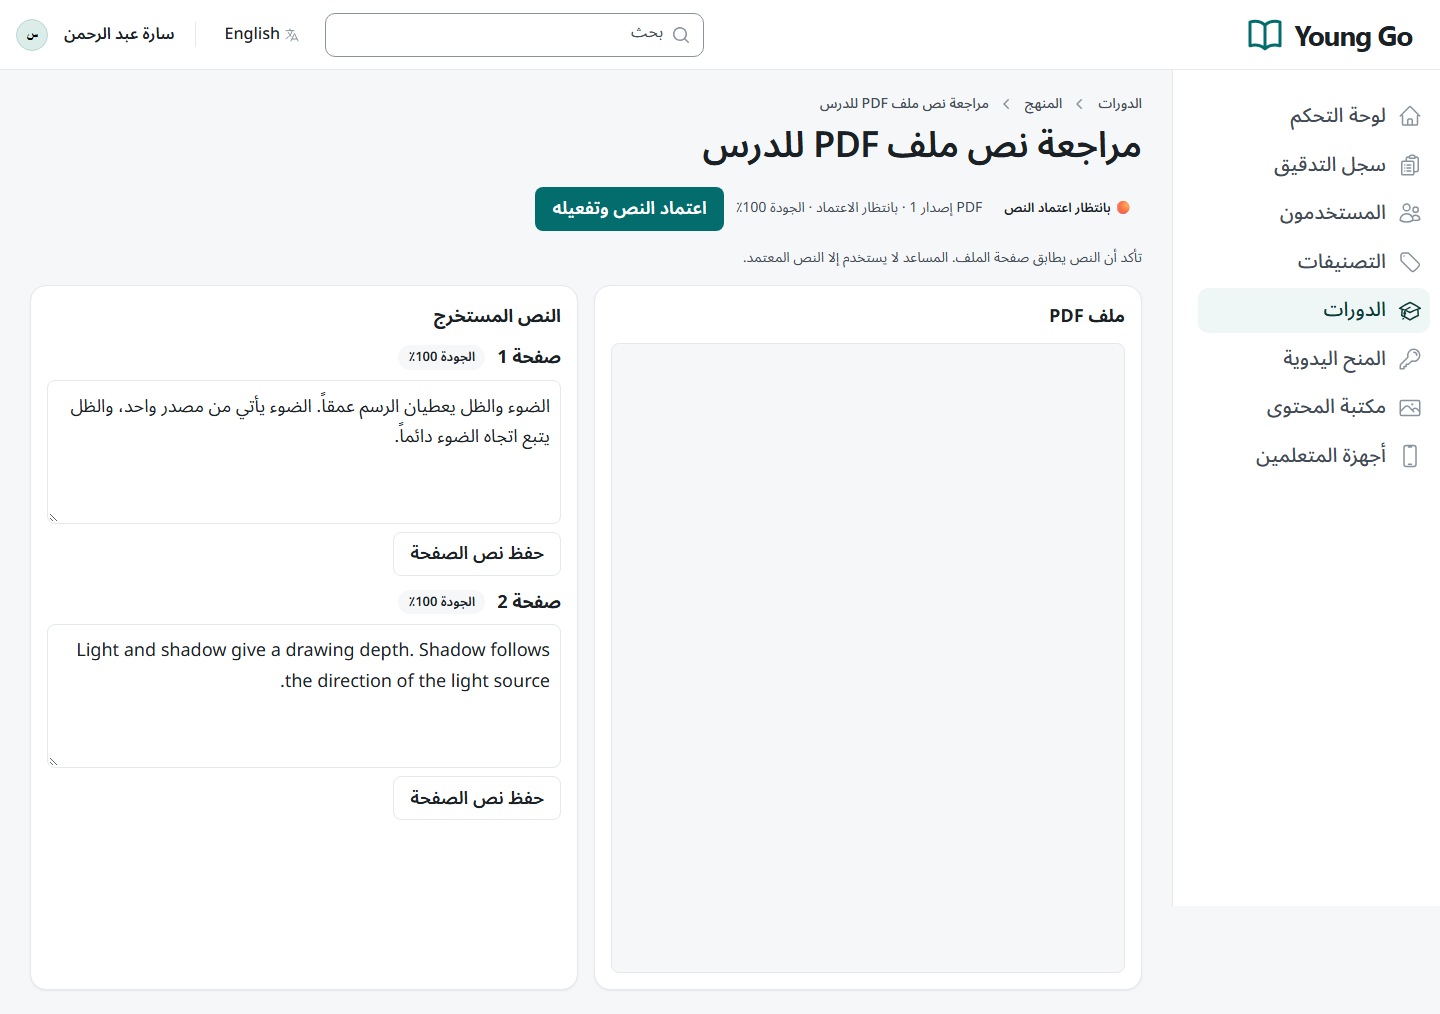 Young Go
بحث
English
سارة عبد الرحمن
س
لوحة التحكم
سجل التدقيق
المستخدمون
التصنيفات
الدورات
المنح اليدوية
مكتبة المحتوى
أجهزة المتعلمين
الدورات
المنهج
مراجعة نص ملف PDF للدرس
مراجعة نص ملف PDF للدرس
بانتظار اعتماد النص
PDF إصدار 1 · بانتظار الاعتماد · الجودة 100٪
اعتماد النص وتفعيله
تأكد أن النص يطابق صفحة الملف. المساعد لا يستخدم إلا النص المعتمد.
ملف PDF
النص المستخرج
صفحة 1
الجودة 100٪
الضوء والظل يعطيان الرسم عمقاً. الضوء يأتي من مصدر واحد، والظل
يتبع اتجاه الضوء دائماً.
حفظ نص الصفحة
صفحة 2
الجودة 100٪
Light and shadow give a drawing depth. Shadow follows
the direction of the light source.
حفظ نص الصفحة